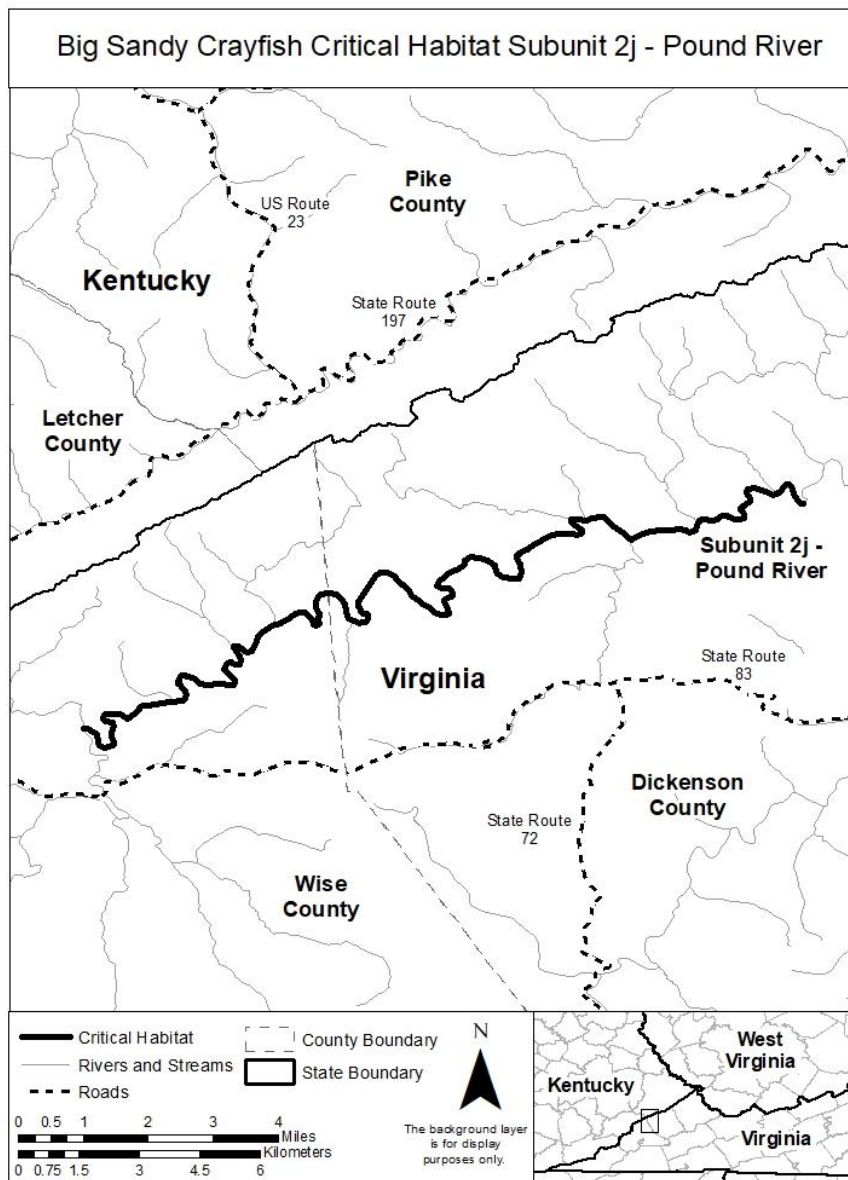 Big Sandy Crayfish Critical Habitat Subunit 2j - Pound River
Pike
County
US Route
23
Kentucky
State Route
197
Letcher
County
Subunit 2j -
Pound River
State Route
83
Virginia
Dickenson
County
State Route
72
Wise
County
Critical Habitat
Rivers and Streams
Roads
County Boundary
State Boundary
N
The background layer
is for display
purposes only.
0 0.5 1 2 3 4
Miles
Kilometers
0 0.75 1.5 3 4.5 6
West
Virginia
Kentucky
Virginia